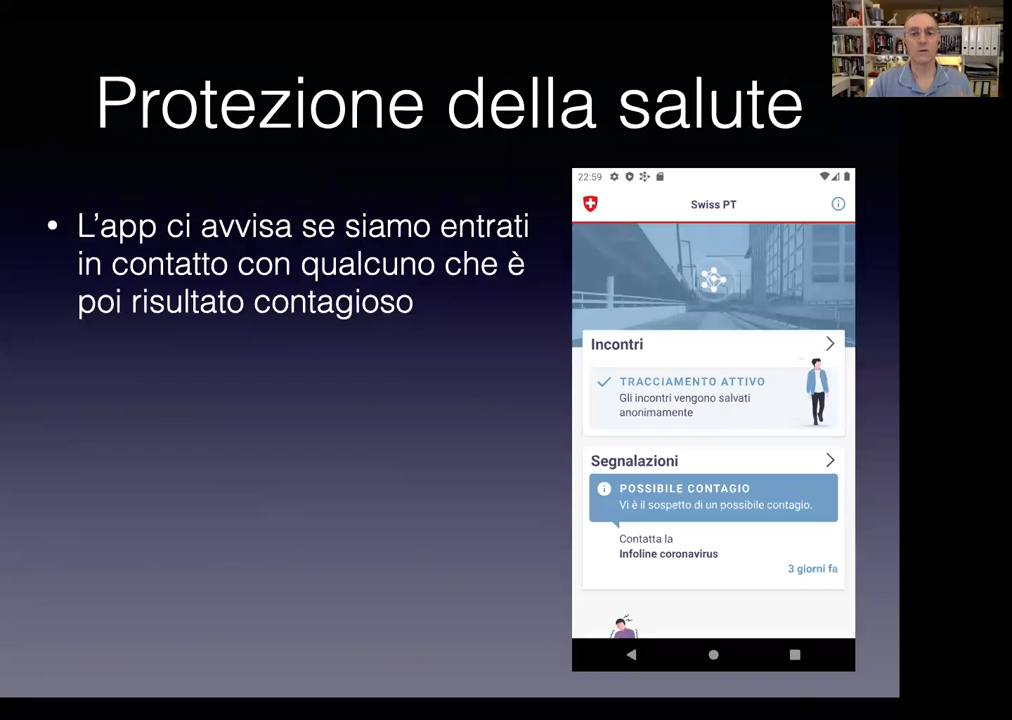 Protezione della salute
• L'app ci avvisa se siamo entrati
in contatto con qualcuno che è
poi risultato contagioso
22:59
Swiss PT
Incontri
TRACCIAMENTO ATTIVO
Gli incontri vengono salvati
anonimamente
Segnalazioni
POSSIBILE CONTAGIO
Vi è il sospetto di un possibile contagio.
Contatta la
Infoline coronavirus
3 giorni fa